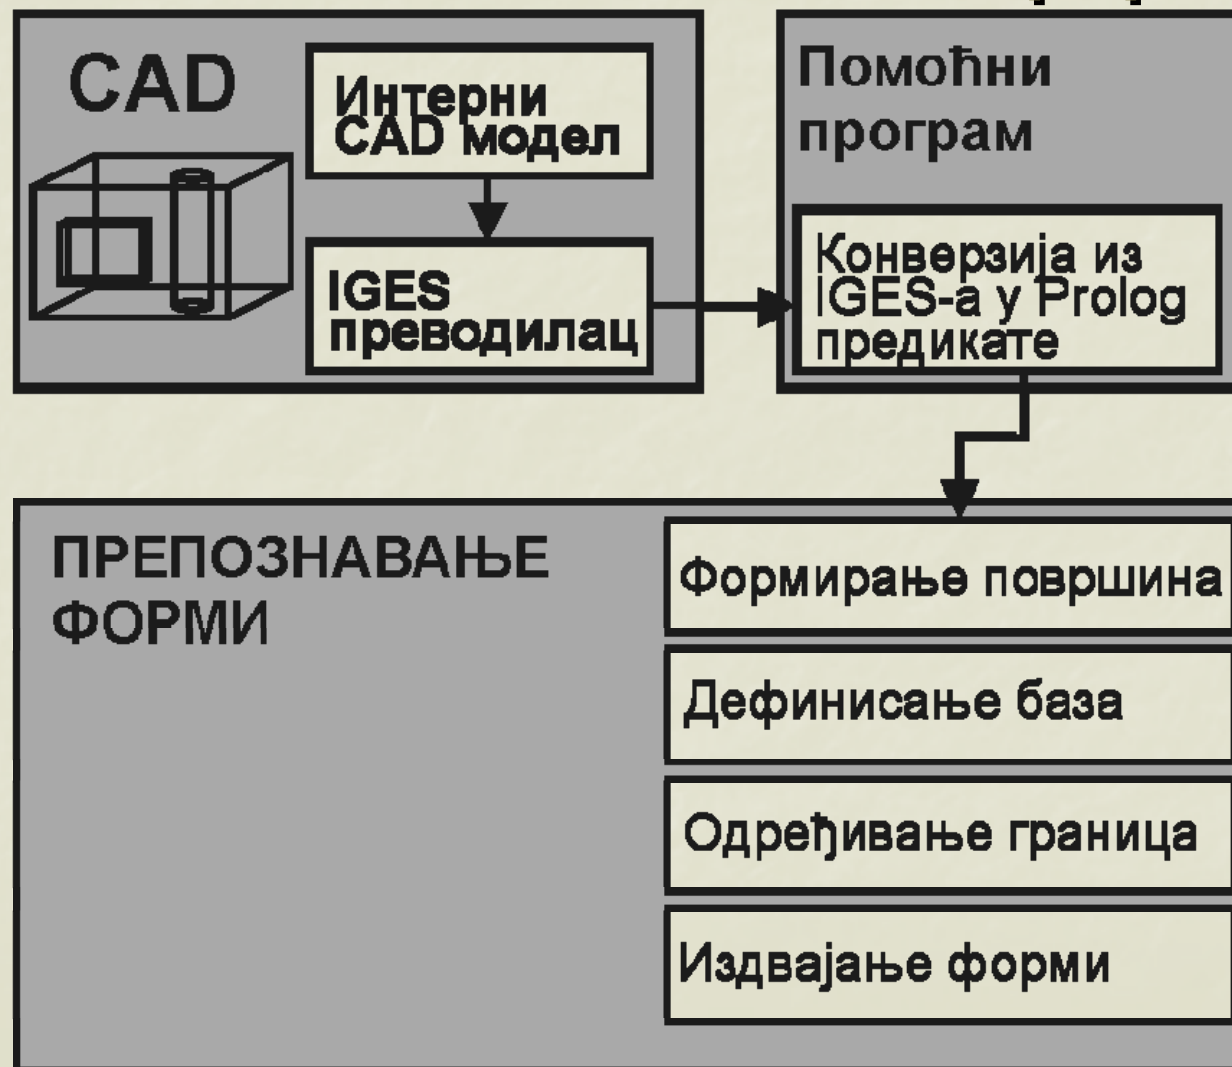 CAD
Интерни
CAD модел
IGES
преводилац
Помоћни
програм
Конверзија из
IGES-а у Prolog
предикате
ПРЕПОЗНАВАЊЕ
ФОРМИ
Формирање површина
Дефинисање база
Одређивање граница
Издвајање форми